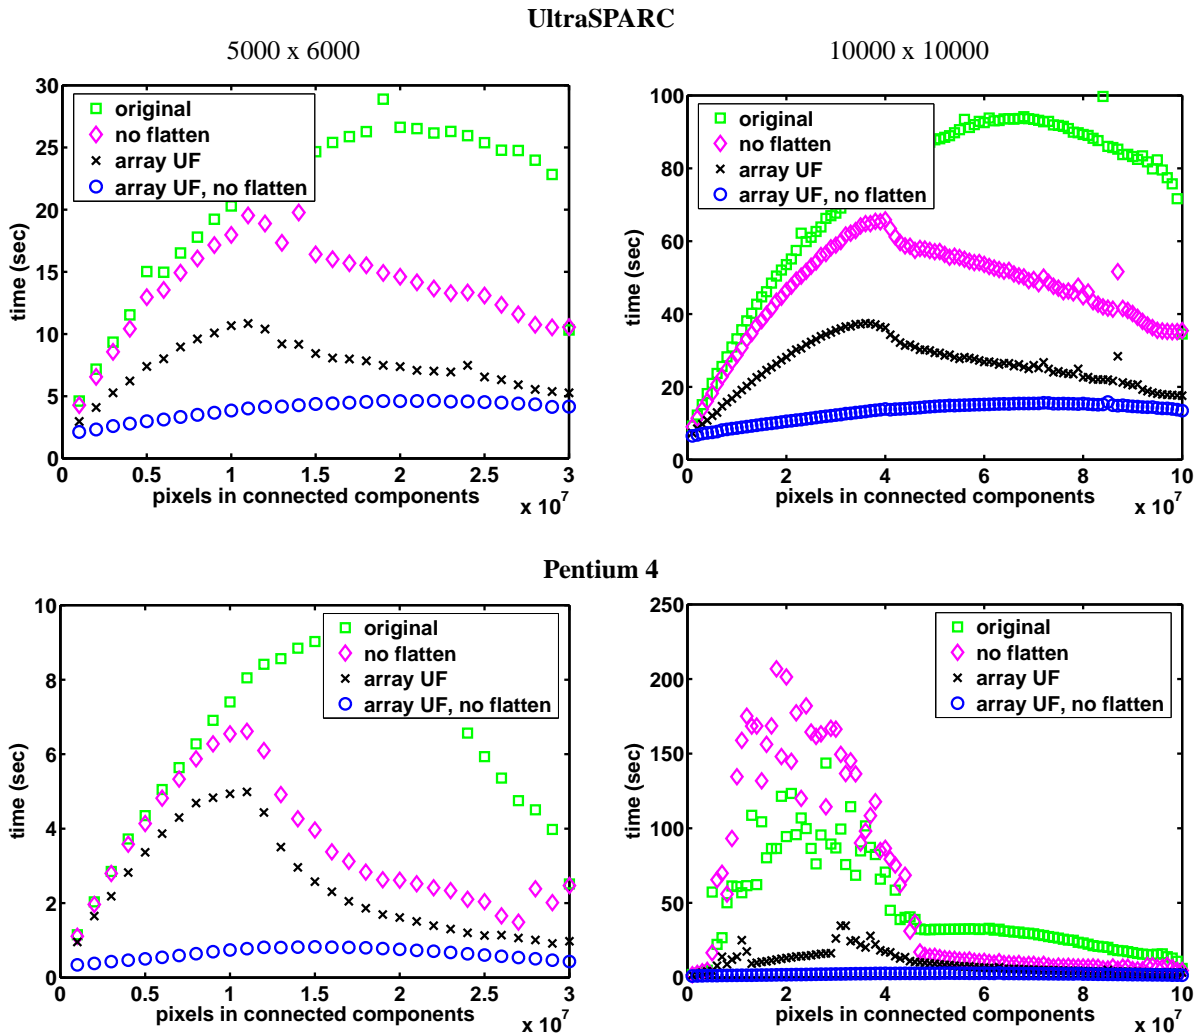 UltraSPARC
5000 x 6000
10000 x 10000
30
25
20
15
10
5
0
time (sec)
original
no flatten
array UF
array UF, no flatten
0 0.5 1 1.5 2 2.5 3
pixels in connected components
x 10^7
100
80
60
40
20
0
time (sec)
original
no flatten
array UF
array UF, no flatten
0 2 4 6 8 10
pixels in connected components
x 10^7
Pentium 4
10
8
6
4
2
0
time (sec)
original
no flatten
array UF
array UF, no flatten
0 0.5 1 1.5 2 2.5 3
pixels in connected components
x 10^7
250
200
150
100
50
0
time (sec)
original
no flatten
array UF
array UF, no flatten
0 2 4 6 8 10
pixels in connected components
x 10^7